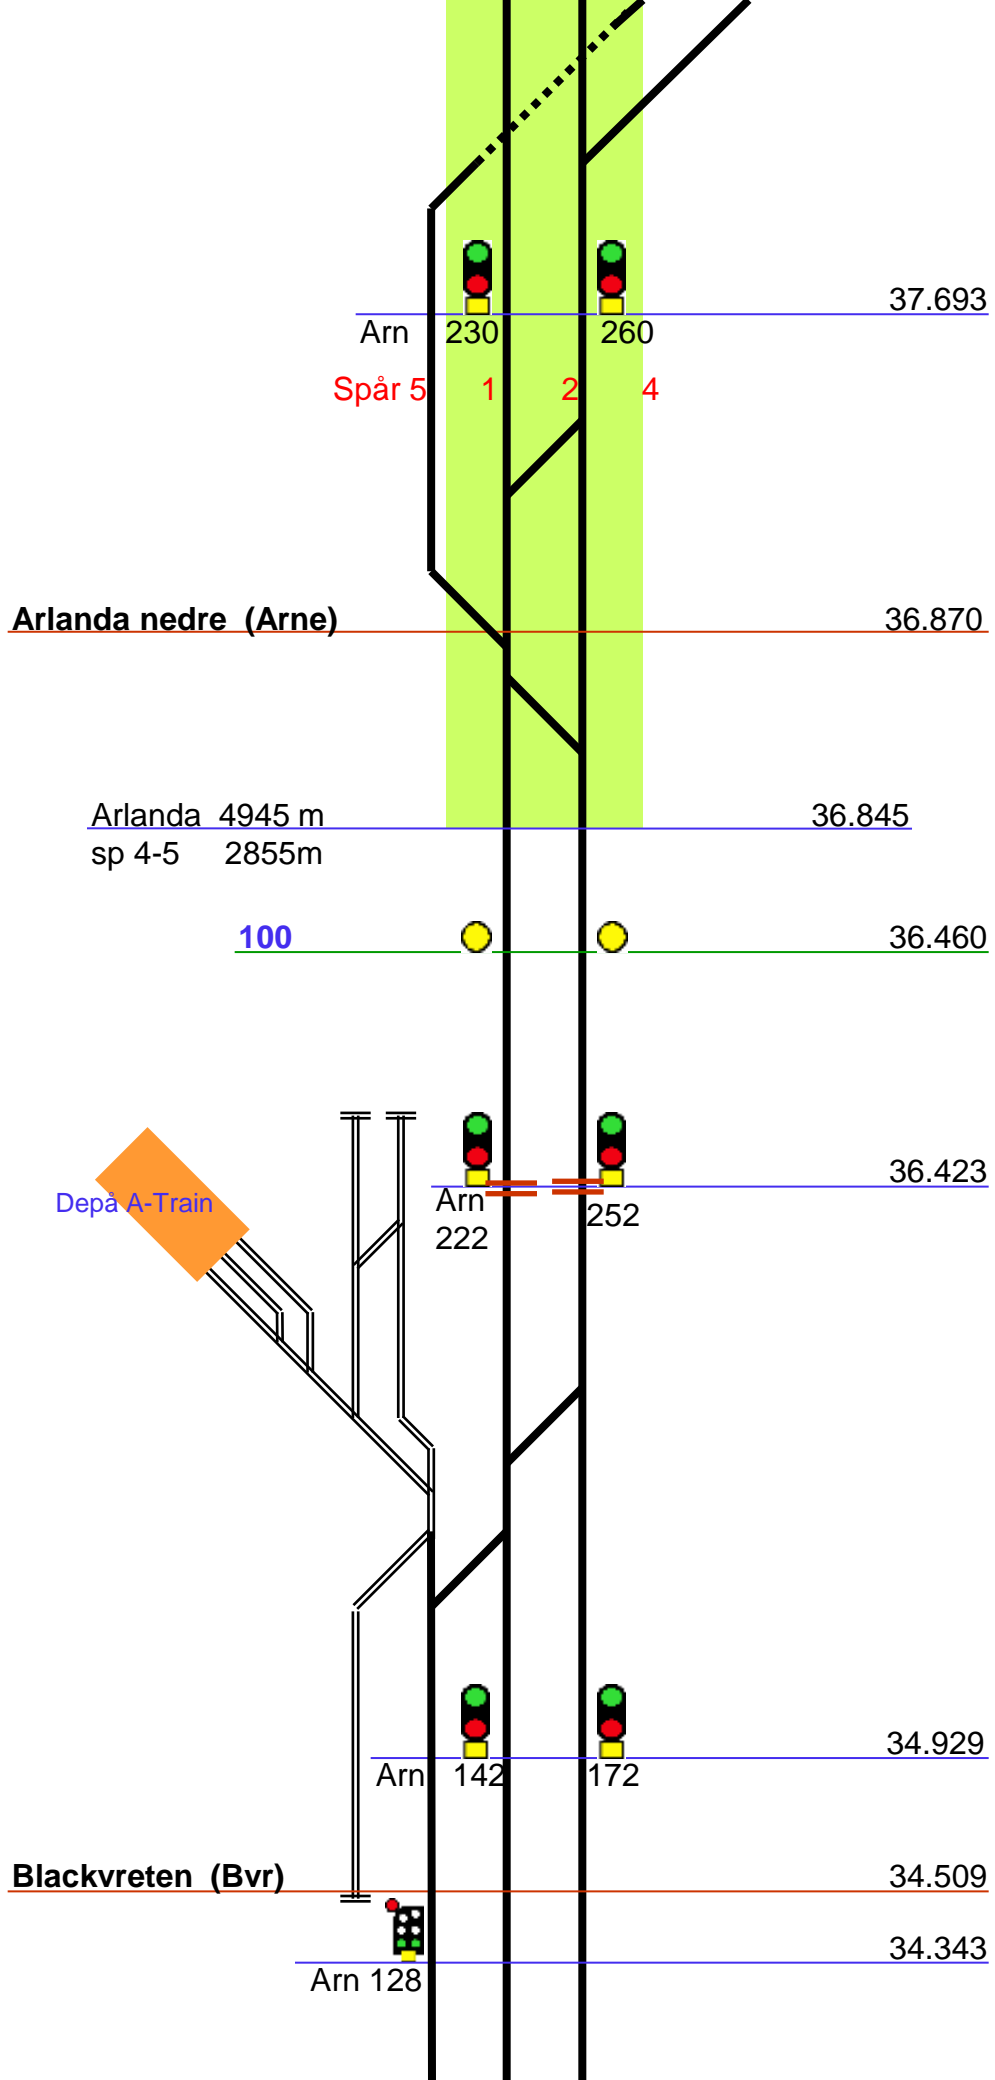 37.693
Arn 230 260
Spår 5 1 2 4
Arlanda nedre (Arne) 36.870
Arlanda 4945 m 36.845
sp 4-5 2855m
100 36.460
36.423
Depå A-Train
Arn 252
222
34.929
Arn 142 172
Blackvreten (Bvr) 34.509
34.343
Arn 128